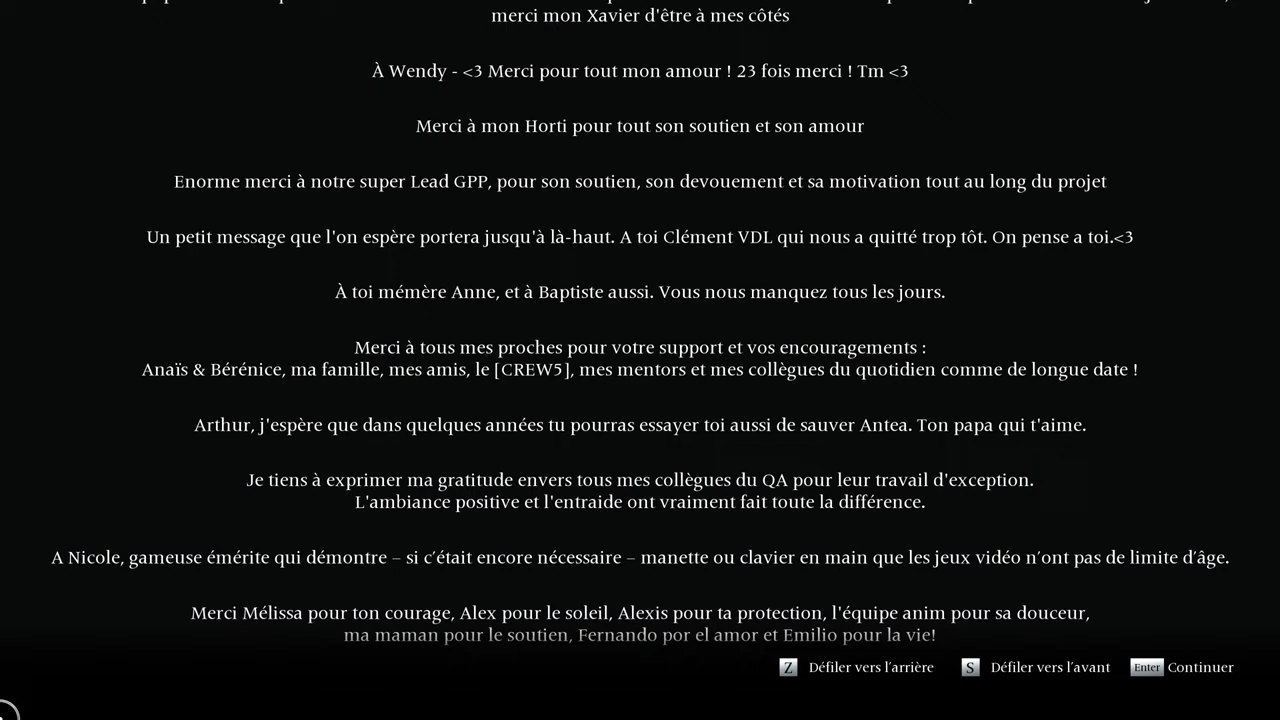 merci mon Xavier d'être à mes côtés
À Wendy - <3 Merci pour tout mon amour ! 23 fois merci ! Tm <3
Merci à mon Horti pour tout son soutien et son amour
Enorme merci à notre super Lead GPP, pour son soutien, son devouement et sa motivation tout au long du projet
Un petit message que l'on espère portera jusqu'à là-haut. A toi Clément VDL qui nous a quitté trop tôt. On pense a toi.<3
À toi mémère Anne, et à Baptiste aussi. Vous nous manquez tous les jours.
Merci à tous mes proches pour votre support et vos encouragements :
Anaïs & Bérénice, ma famille, mes amis, le [CREW5], mes mentors et mes collègues du quotidien comme de longue date !
Arthur, j'espère que dans quelques années tu pourras essayer toi aussi de sauver Antea. Ton papa qui t'aime.
Je tiens à exprimer ma gratitude envers tous mes collègues du QA pour leur travail d'exception.
L'ambiance positive et l'entraide ont vraiment fait toute la différence.
A Nicole, gameuse émérite qui démontre – si c’était encore nécessaire – manette ou clavier en main que les jeux vidéo n’ont pas de limite d’âge.
Merci Mélissa pour ton courage, Alex pour le soleil, Alexis pour ta protection, l'équipe anim pour sa douceur,
ma maman pour le soutien, Fernando por el amor et Emilio pour la vie!
Z Défiler vers l’arrière S Défiler vers l’avant Enter Continuer